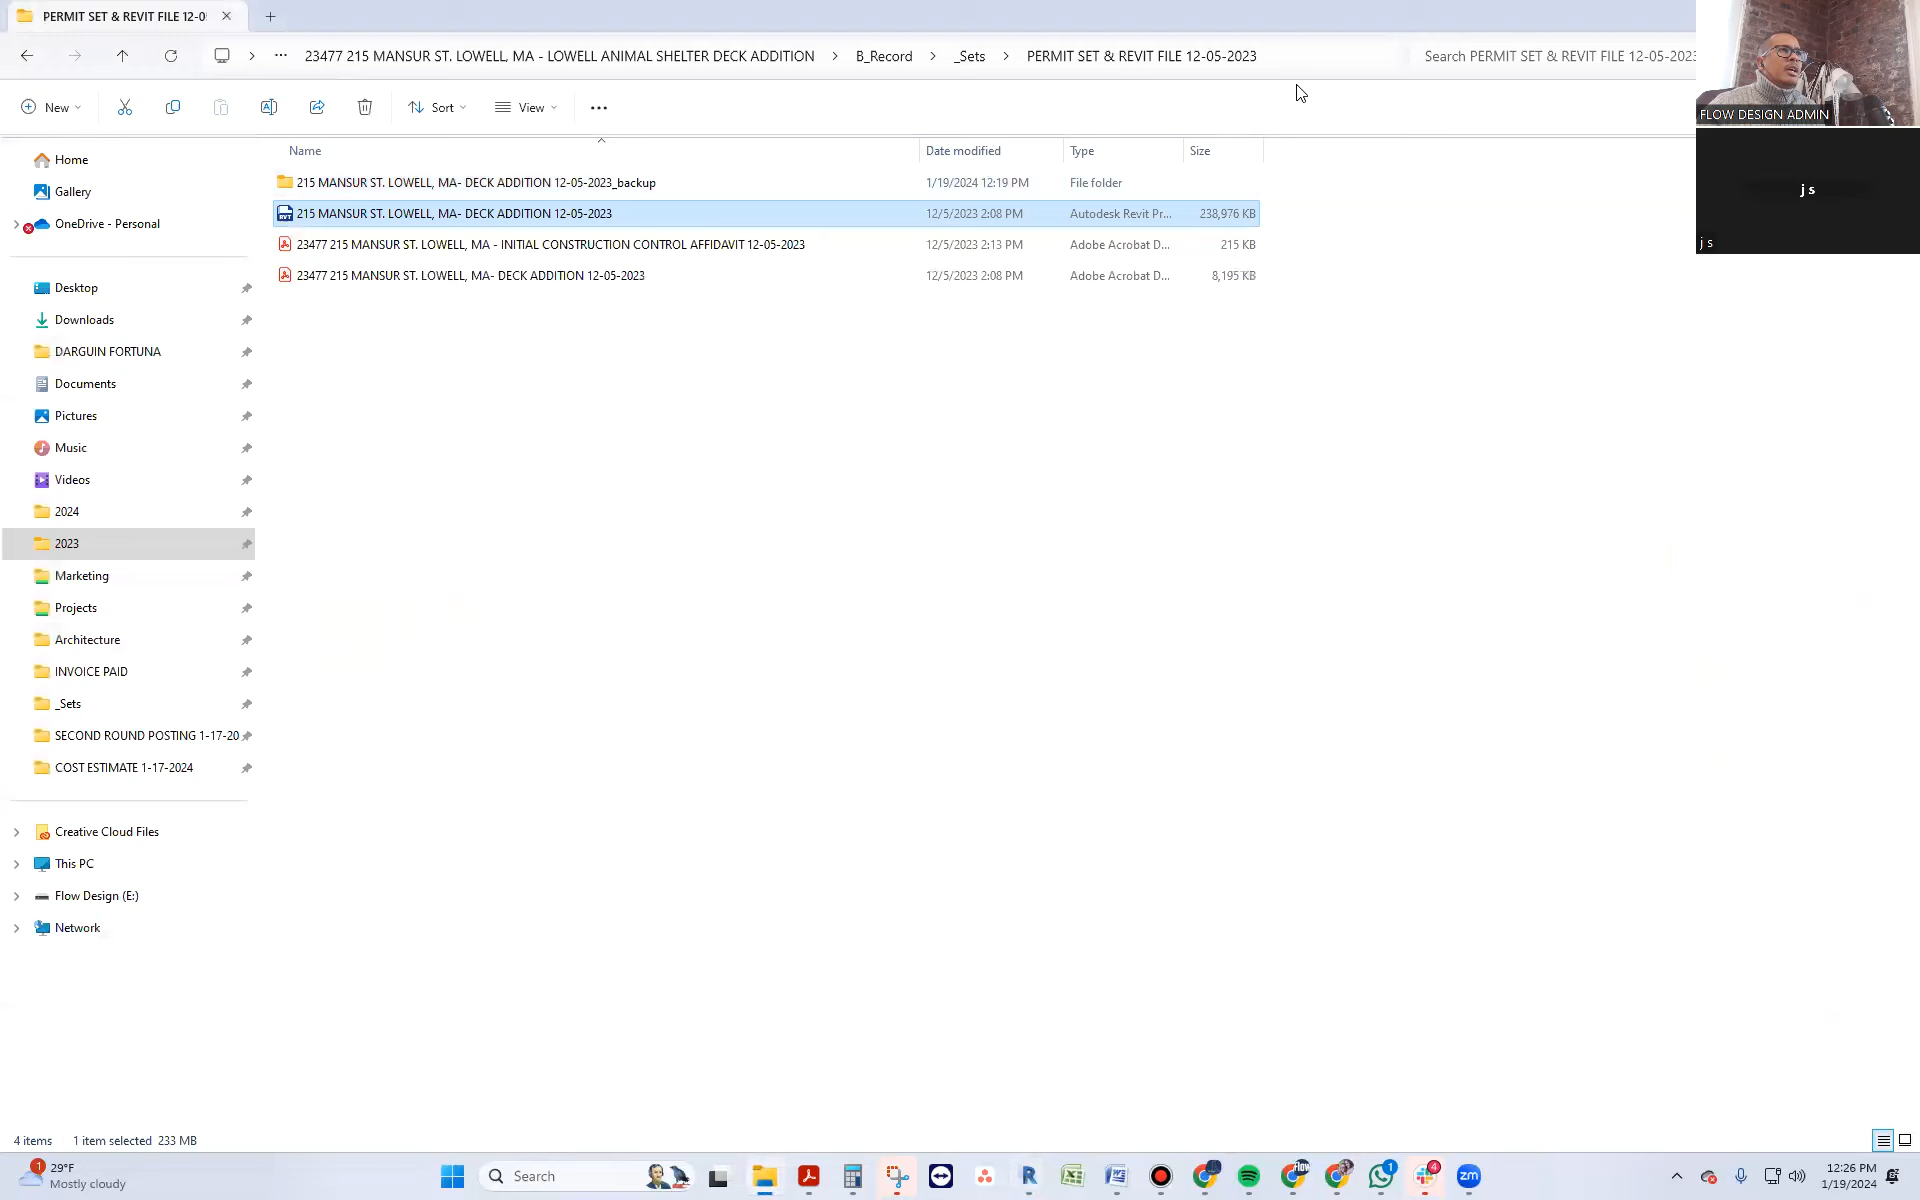 PERMIT SET & REVIT FILE 12-0
23477 215 MANSUR ST. LOWELL, MA - LOWELL ANIMAL SHELTER DECK ADDITION > B_Record > _Sets > PERMIT SET & REVIT FILE 12-05-2023
Search PERMIT SET & REVIT FILE 12-05-2023
New
Sort
View
FLOW DESIGN ADMIN
j s
j s
Name Date modified Type Size
215 MANSUR ST. LOWELL, MA- DECK ADDITION 12-05-2023_backup 1/19/2024 12:19 PM File folder
215 MANSUR ST. LOWELL, MA- DECK ADDITION 12-05-2023 12/5/2023 2:08 PM Autodesk Revit Pr... 238,976 KB
23477 215 MANSUR ST. LOWELL, MA - INITIAL CONSTRUCTION CONTROL AFFIDAVIT 12-05-2023 12/5/2023 2:13 PM Adobe Acrobat D... 215 KB
23477 215 MANSUR ST. LOWELL, MA- DECK ADDITION 12-05-2023 12/5/2023 2:08 PM Adobe Acrobat D... 8,195 KB
Home
Gallery
OneDrive - Personal
Desktop
Downloads
DARGUIN FORTUNA
Documents
Pictures
Music
Videos
2024
2023
Marketing
Projects
Architecture
INVOICE PAID
_Sets
SECOND ROUND POSTING 1-17-20
COST ESTIMATE 1-17-2024
Creative Cloud Files
This PC
Flow Design (E:)
Network
4 items 1 item selected 233 MB
1
29°F
Mostly cloudy
Search
Flow
1
4
zm
12:26 PM
1/19/2024